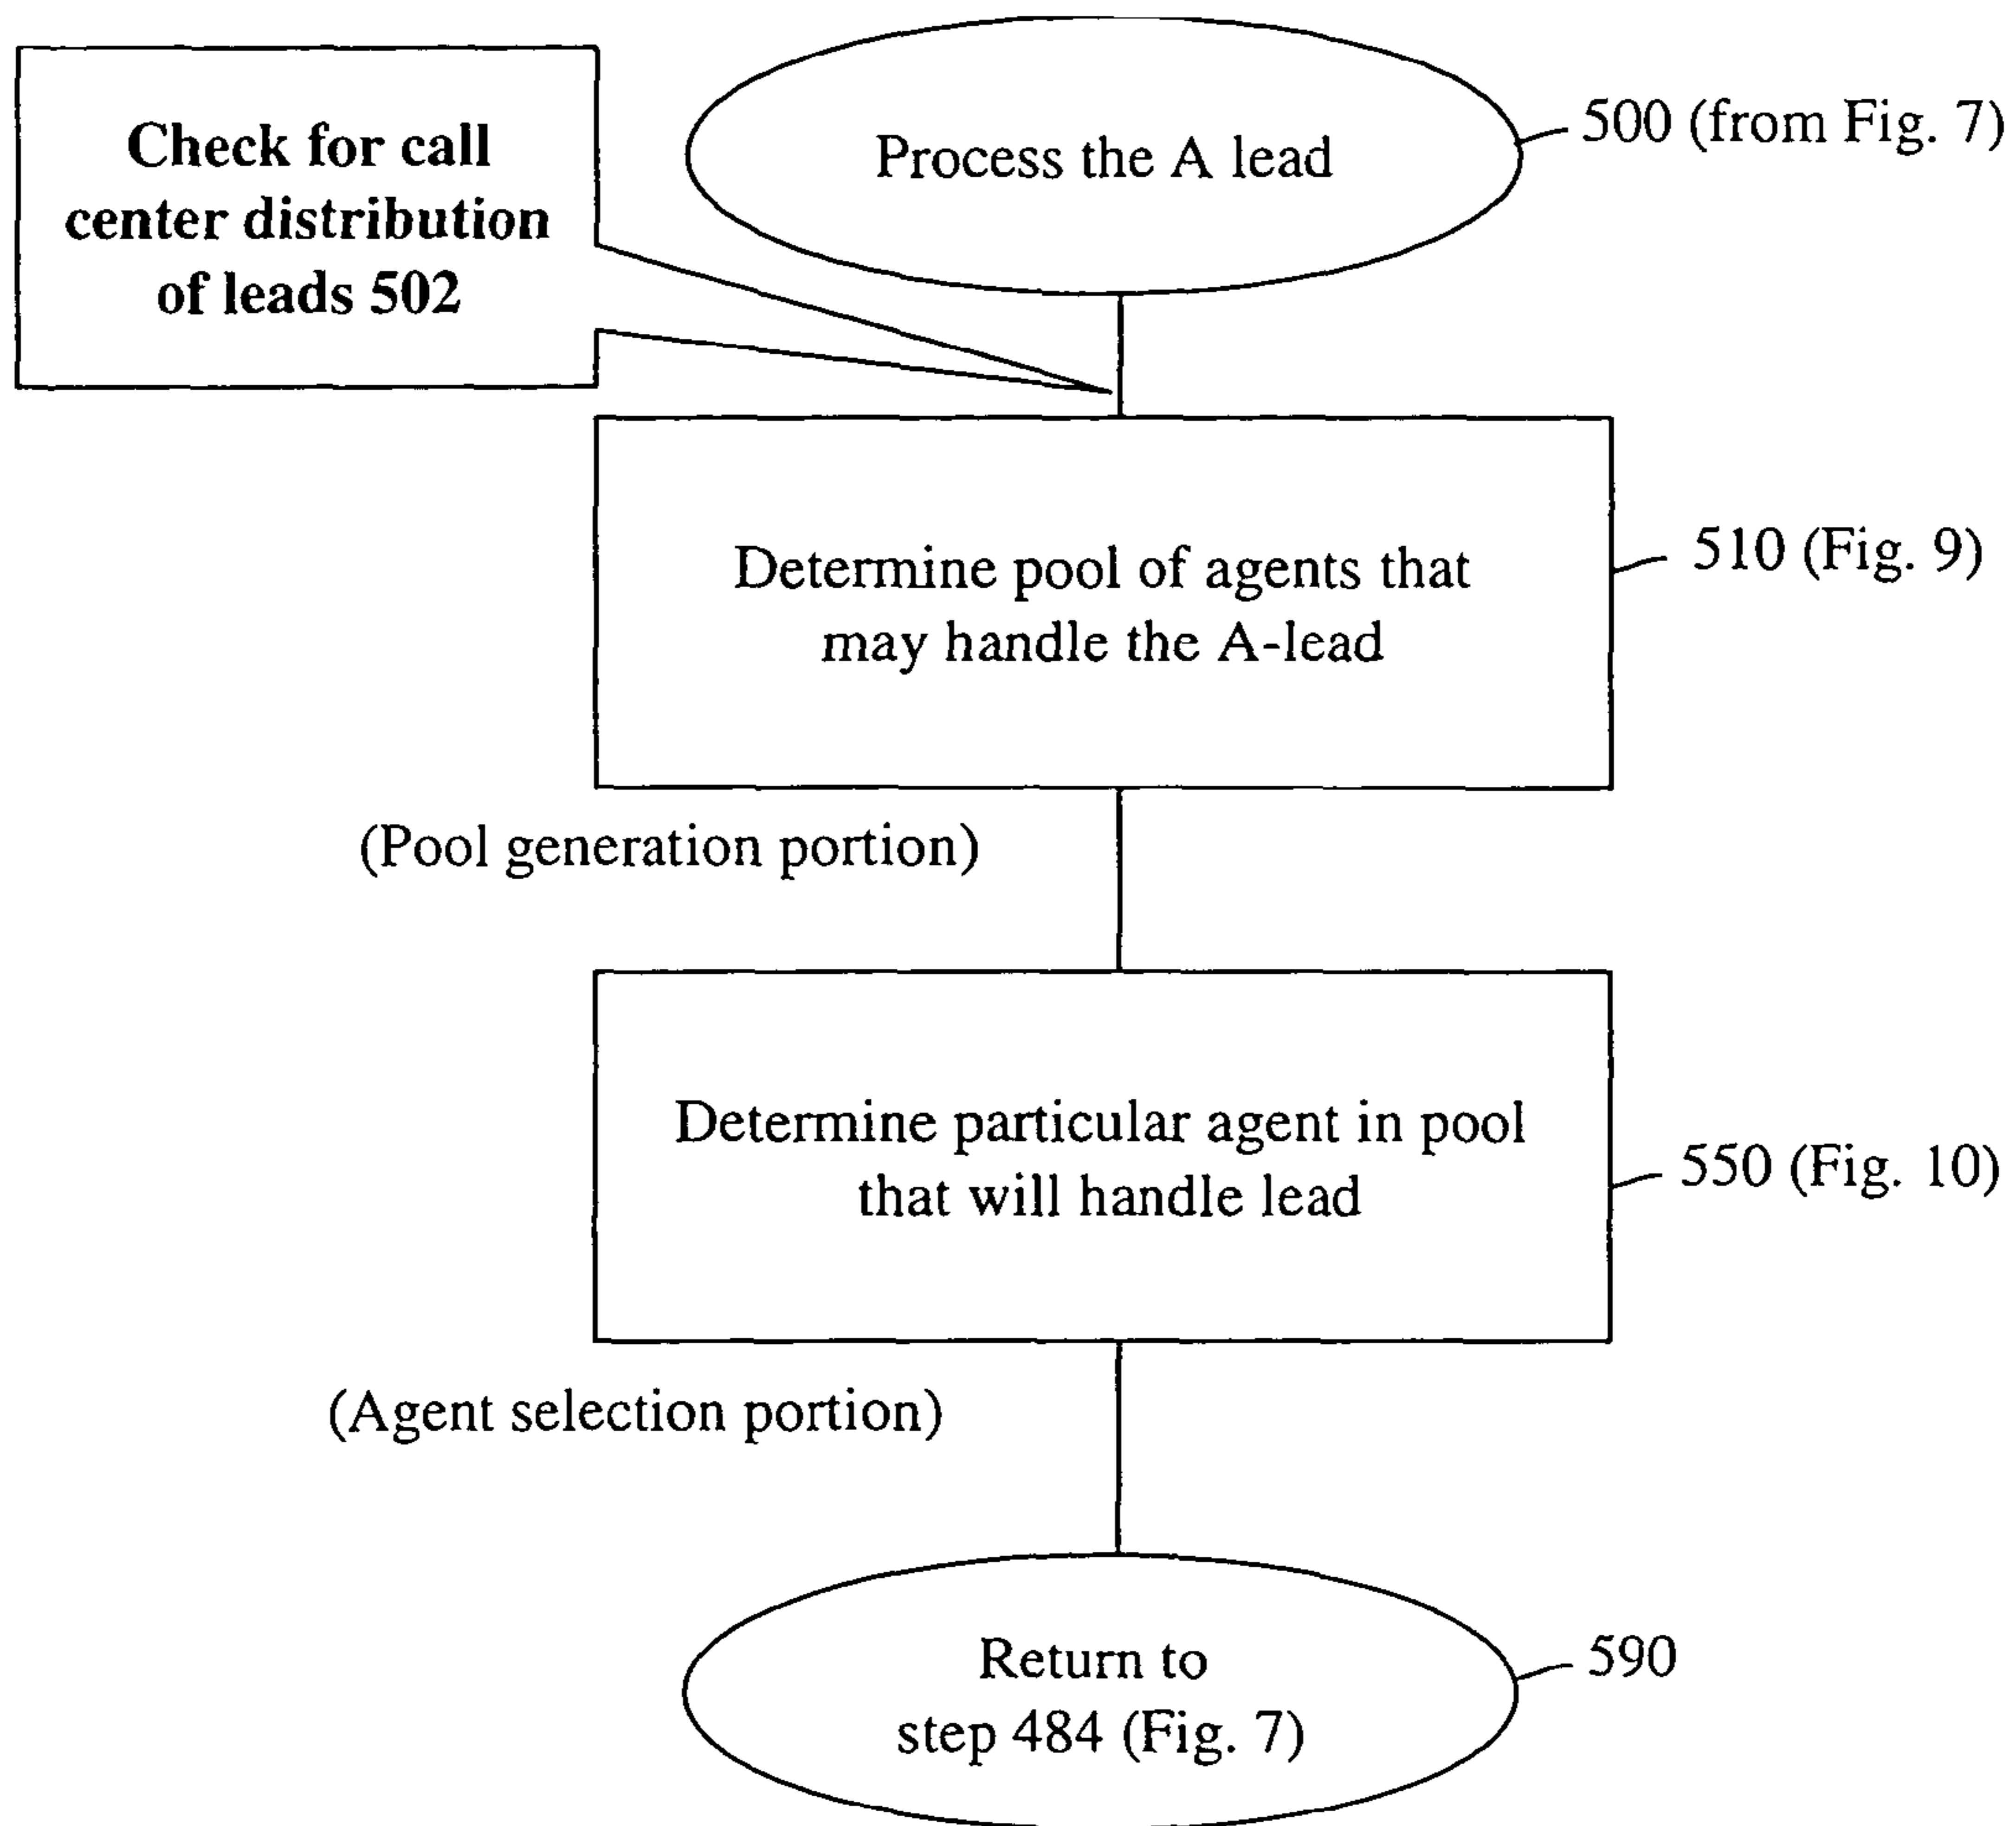 Check for call
center distribution
of leads 502
Process the A lead
500 (from Fig. 7)
Determine pool of agents that
may handle the A-lead
510 (Fig. 9)
(Pool generation portion)
Determine particular agent in pool
that will handle lead
550 (Fig. 10)
(Agent selection portion)
Return to
step 484 (Fig. 7)
590